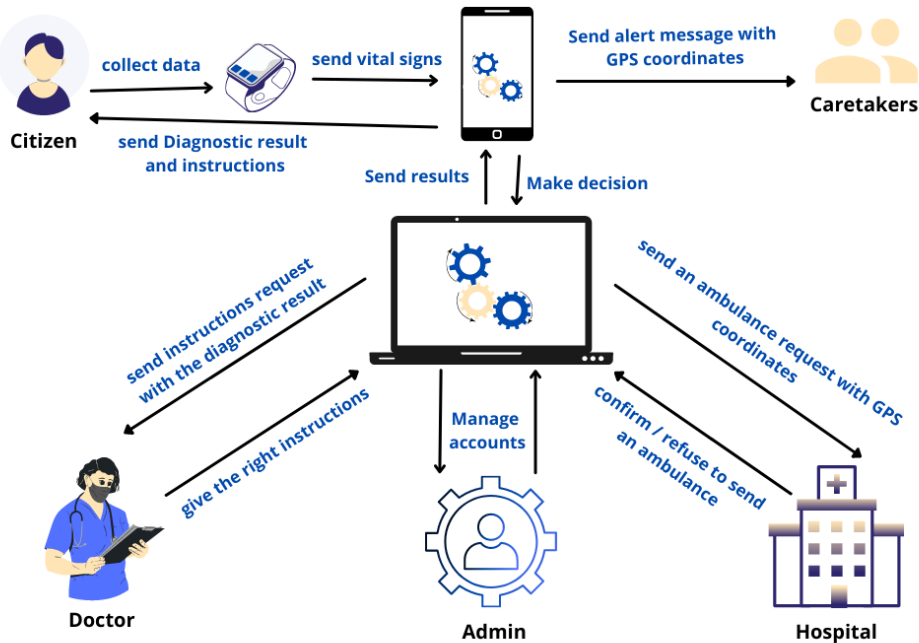 collect data
send vital signs
Send alert message with
GPS coordinates
Citizen
Caretakers
send Diagnostic result
and instructions
Send results
Make decision
send instructions request
with the diagnostic result
send an ambulance request with GPS
coordinates
give the right instructions
Manage
accounts
confirm / refuse to send
an ambulance
Doctor
Admin
Hospital